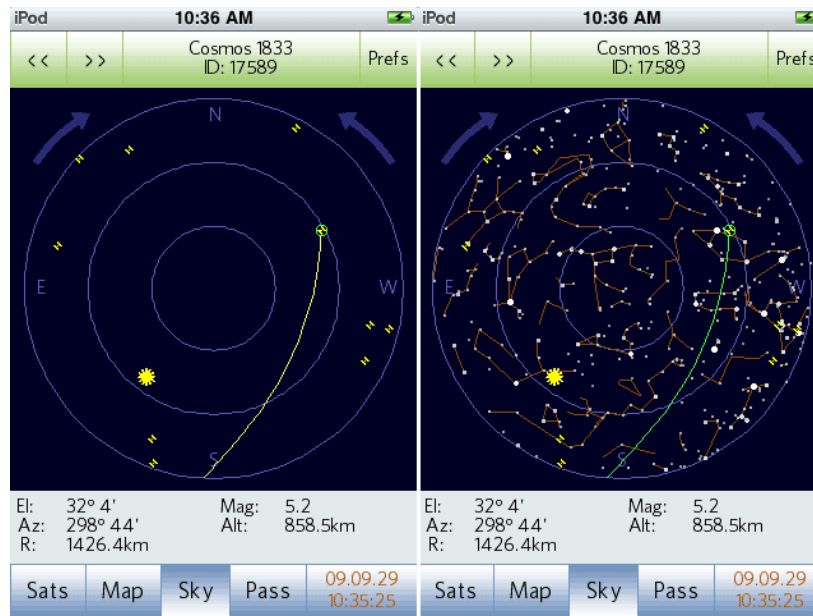 iPod 10:36 AM
<< >> Cosmos 1833 Prefs
ID: 17589
N
E W
S
El: 32° 4' Mag: 5.2
Az: 298° 44' Alt: 858.5km
R: 1426.4km
Sats Map Sky Pass 09.09.29
10:35:25
iPod 10:36 AM
<< >> Cosmos 1833 Prefs
ID: 17589
N
E W
S
El: 32° 4' Mag: 5.2
Az: 298° 44' Alt: 858.5km
R: 1426.4km
Sats Map Sky Pass 09.09.29
10:35:25